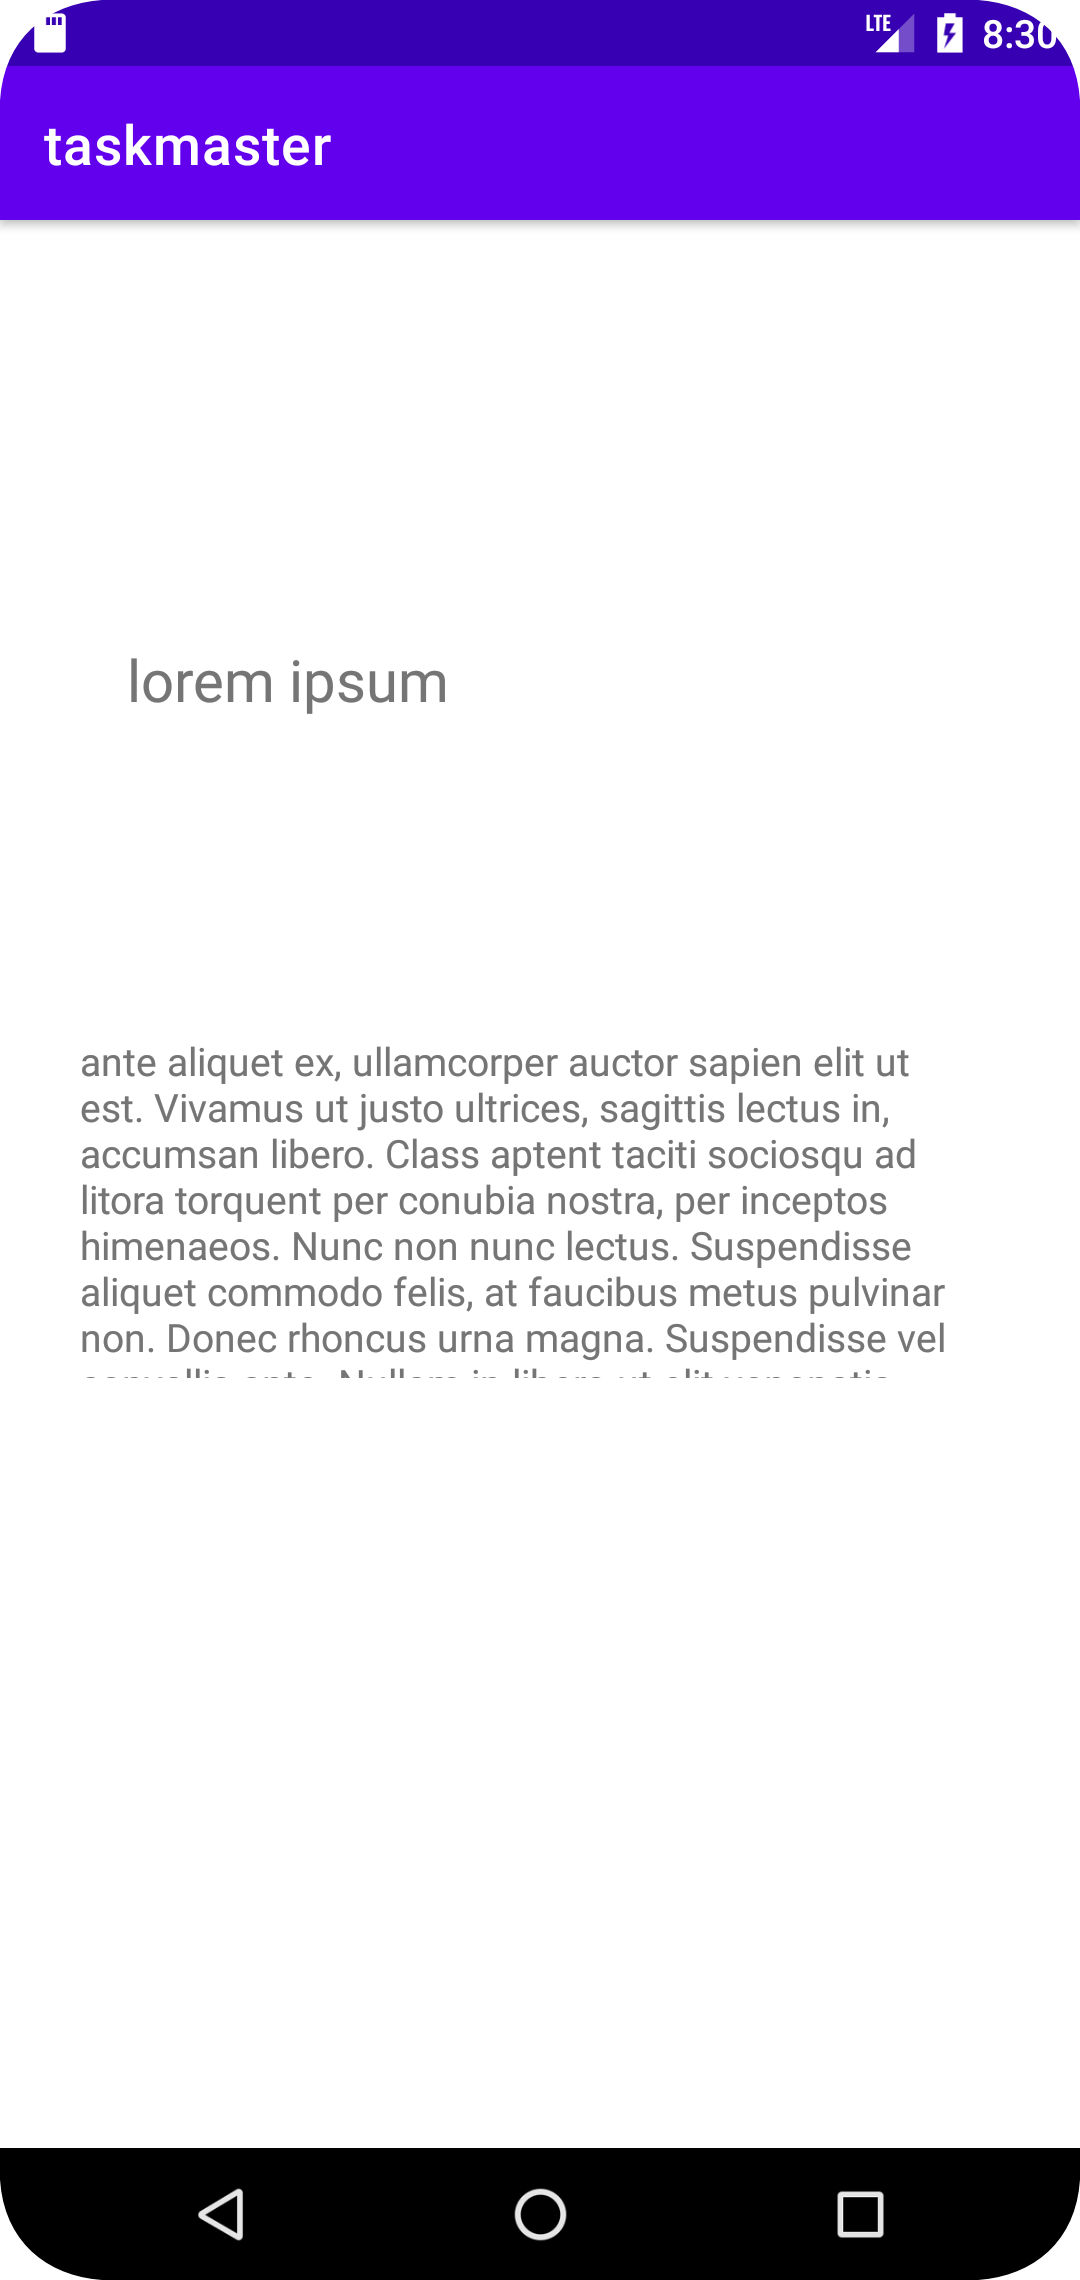 LTE 8:30
taskmaster
lorem ipsum
ante aliquet ex, ullamcorper auctor sapien elit ut
est. Vivamus ut justo ultrices, sagittis lectus in,
accumsan libero. Class aptent taciti sociosqu ad
litora torquent per conubia nostra, per inceptos
himenaeos. Nunc non nunc lectus. Suspendisse
aliquet commodo felis, at faucibus metus pulvinar
non. Donec rhoncus urna magna. Suspendisse vel